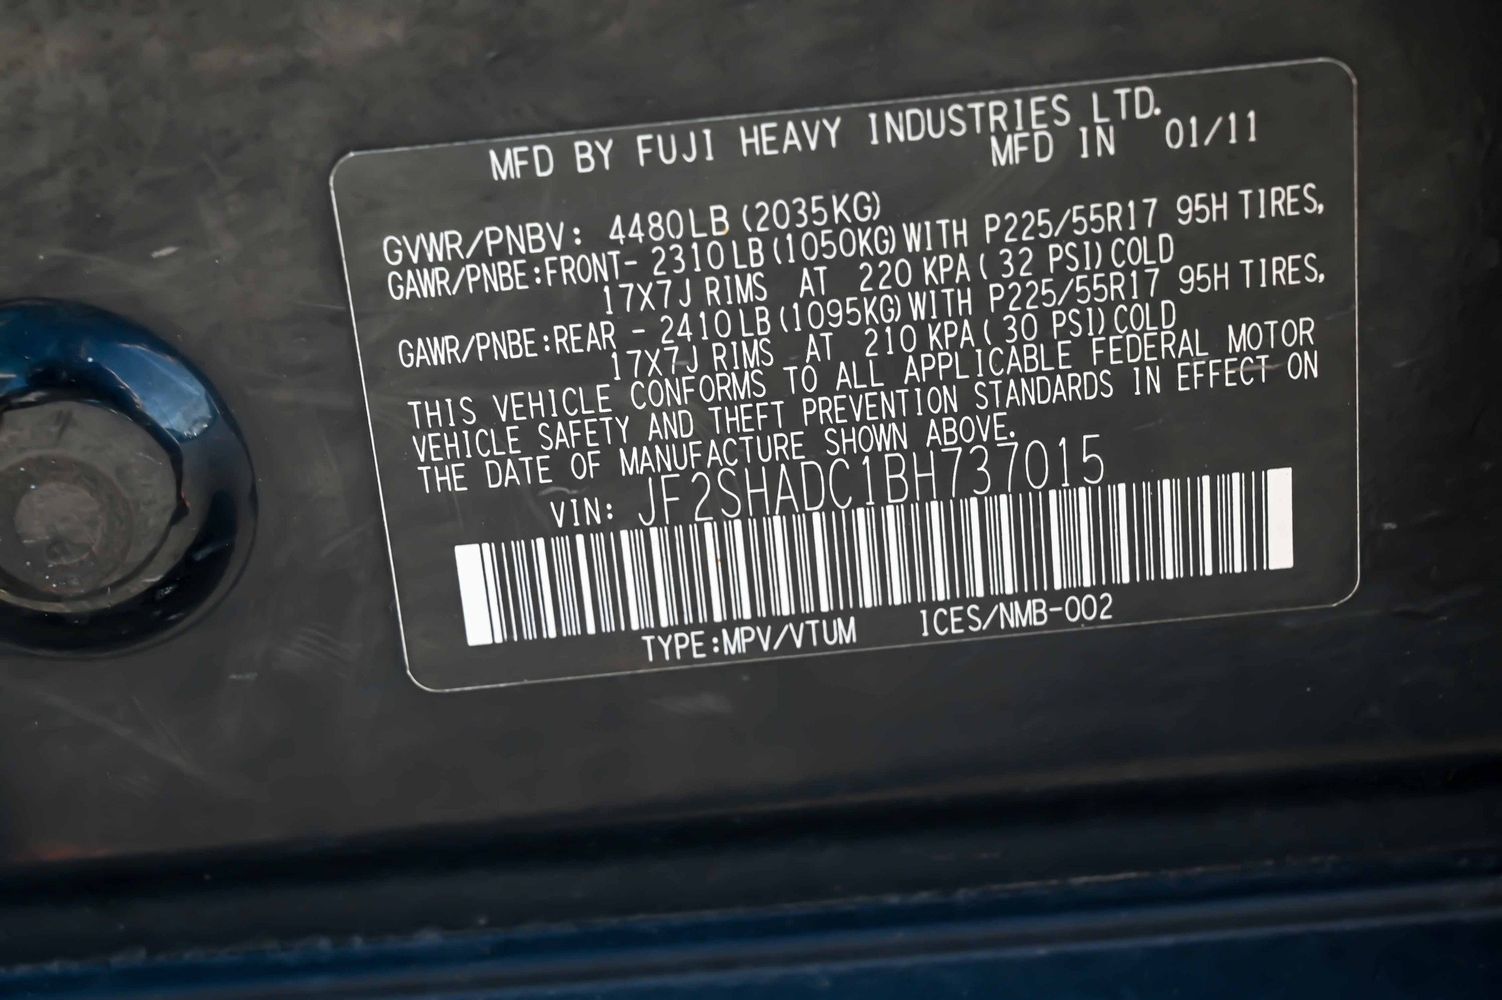 MFD BY FUJI HEAVY INDUSTRIES LTD.
MFD IN 01/11
GVWR/PNBV: 4480LB (2035KG)
GAWR/PNBE:FRONT- 2310LB(1050KG)WITH P225/55R17 95H TIRES,
17X7J RIMS AT 220 KPA( 32 PSI)COLD
GAWR/PNBE:REAR - 2410LB(1095KG)WITH P225/55R17 95H TIRES,
17X7J RIMS AT 210 KPA( 30 PSI)COLD
THIS VEHICLE CONFORMS TO ALL APPLICABLE FEDERAL MOTOR
VEHICLE SAFETY AND THEFT PREVENTION STANDARDS IN EFFECT ON
THE DATE OF MANUFACTURE SHOWN ABOVE.
VIN: JF2SHADC1BH737015
TYPE:MPV/VTUM ICES/NMB-002